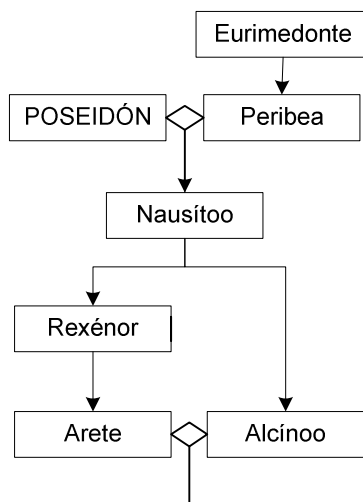 Eurimedonte
POSEIDÓN
Peribea
Nausítoo
Rexénor
Arete
Alcínoo